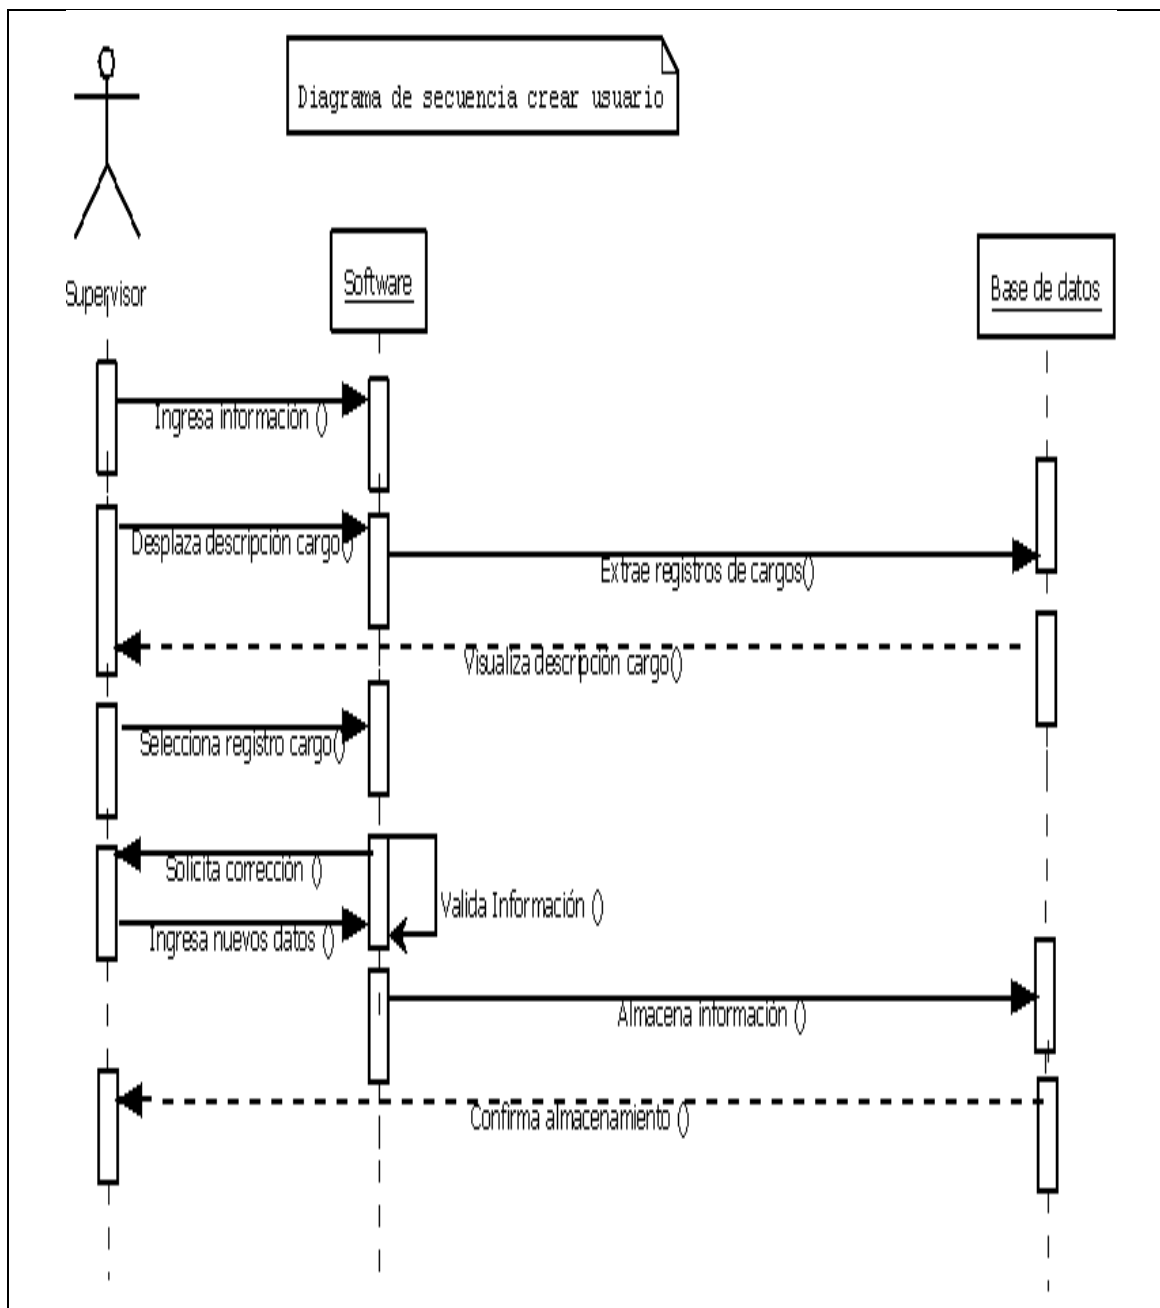 Diagrama de secuencia crear usuario
Supervisor
Software
Base de datos
Ingresa información ()
Desplaza descripción cargo()
Extrae registros de cargos()
Visualiza descripción cargo()
Selecciona registro cargo()
Solicita corrección ()
Valida Información ()
Ingresa nuevos datos ()
Almacena información ()
Confirma almacenamiento ()